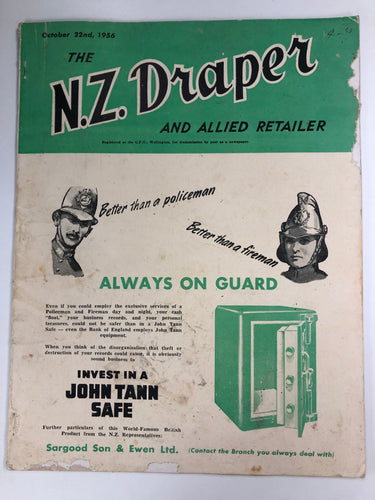 October 22nd, 1956
THE
N.Z. Draper
AND ALLIED RETAILER
Registered at the G.P.O., Wellington, for transmission by post as a newspaper.
Better than a policeman
Better than a fireman
ALWAYS ON GUARD
Even if you could employ the exclusive services of a
Policeman and Fireman day and night, your cash
"float," your business records, and your personal
treasures, could not be safer than in a John Tann
Safe — even the Bank of England employs John Tann
equipment.
When you think of the disorganisation that theft or
destruction of your records could cause, it is obviously
sound business to
INVEST IN A
JOHN TANN
SAFE
Further particulars of this World-Famous British
Product from the N.Z. Representatives:
Sargood Son & Ewen Ltd.
(Contact the Branch you always deal with)